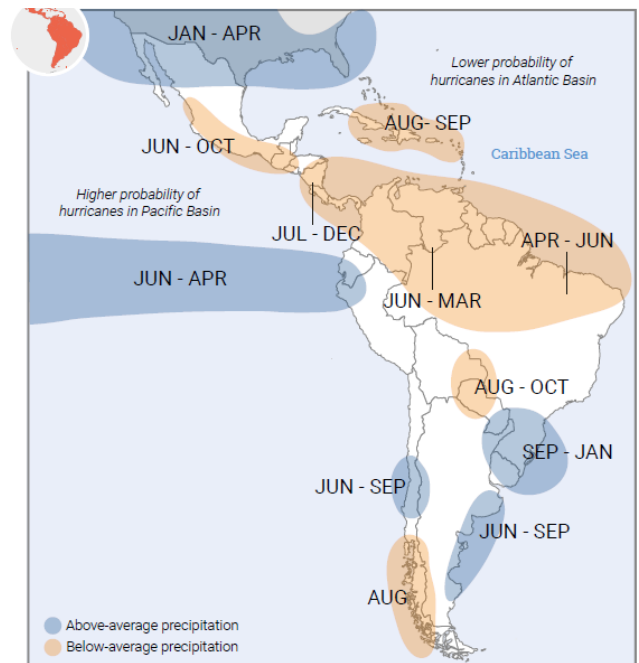 JAN - APR
Lower probability of
hurricanes in Atlantic Basin
AUG- SEP
JUN - OCT
Caribbean Sea
Higher probability of
hurricanes in Pacific Basin
JUL - DEC
APR - JUN
JUN - APR
JUN - MAR
AUG - OCT
SEP - JAN
JUN - SEP
JUN - SEP
AUG
Above-average precipitation
Below-average precipitation